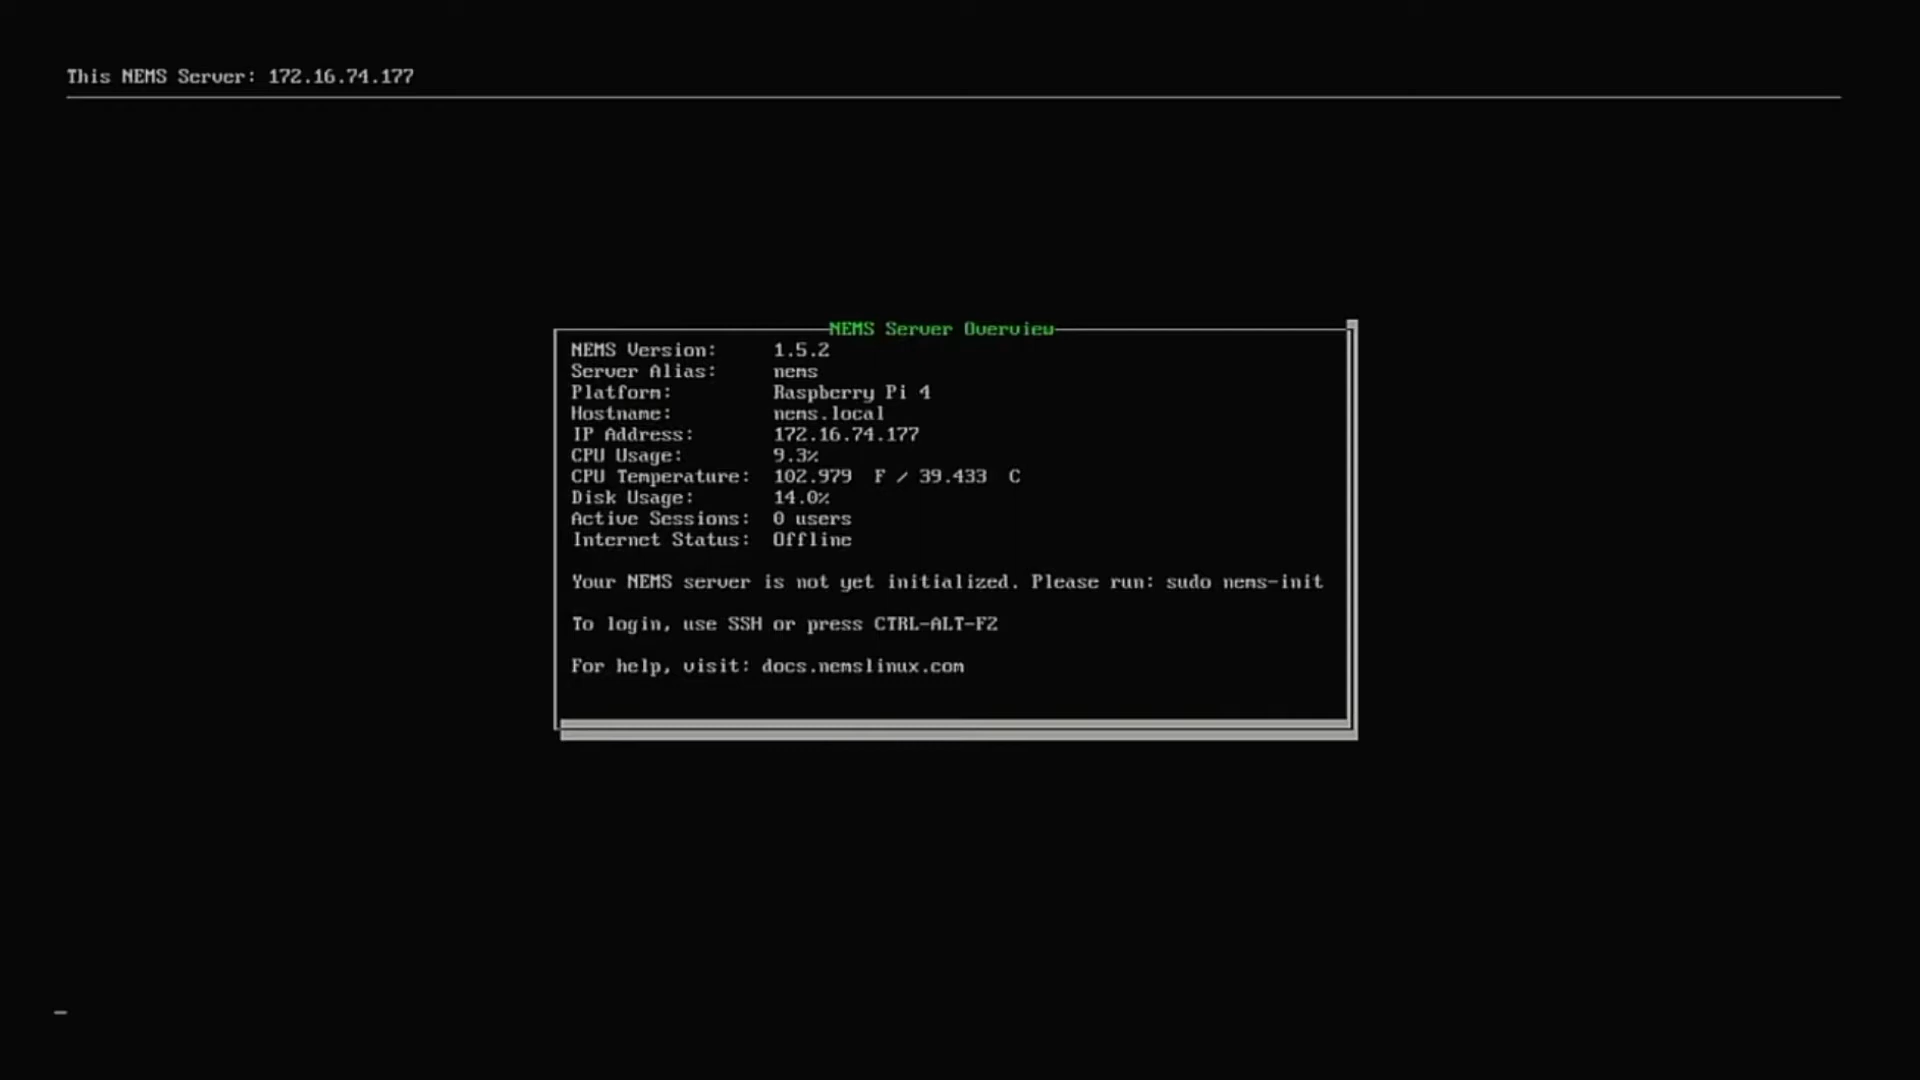 This NEMS Server: 172.16.74.177
NEMS Server Overview
NEMS Version: 1.5.2
Server Alias: nems
Platform: Raspberry Pi 4
Hostname: nems.local
IP Address: 172.16.74.177
CPU Usage: 9.3%
CPU Temperature: 102.979 F / 39.433 C
Disk Usage: 14.0%
Active Sessions: 0 users
Internet Status: Offline
Your NEMS server is not yet initialized. Please run: sudo nems-init
To login, use SSH or press CTRL-ALT-F2
For help, visit: docs.nemslinux.com